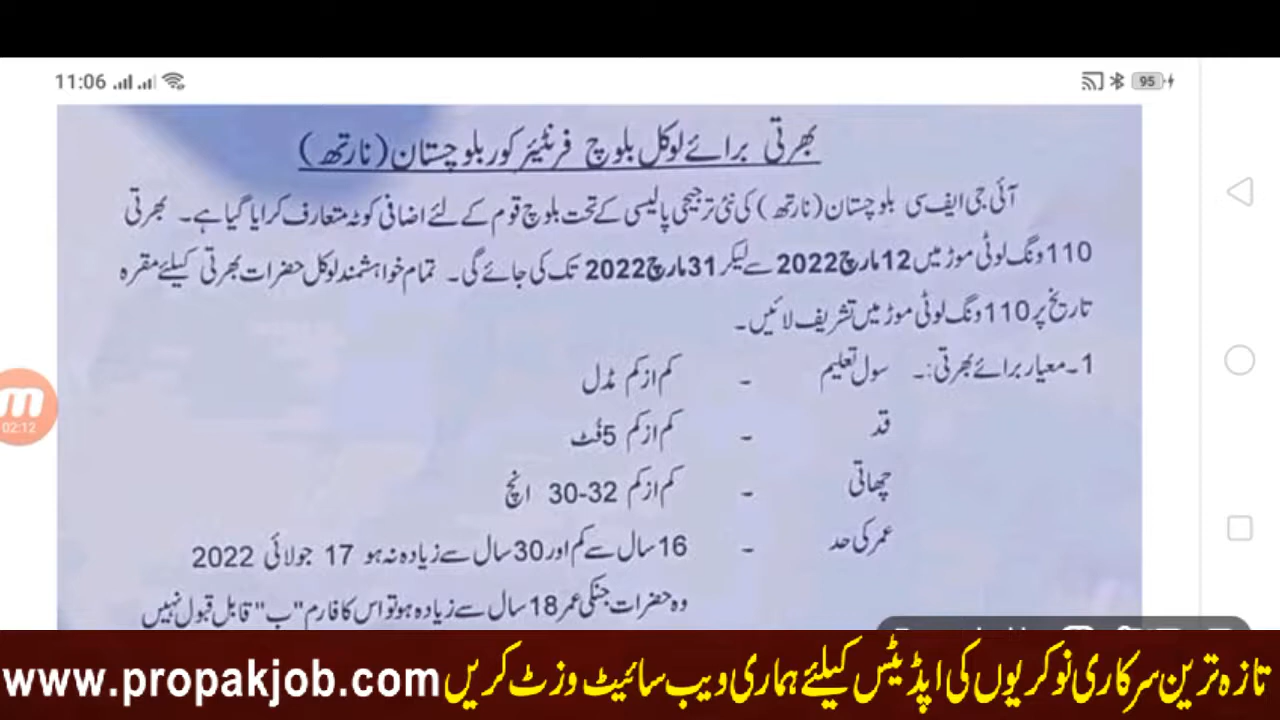 11:06
95
بھرتی برائے لوکل بلوچ فرنٹیئر کور بلوچستان (نارتھ)
آئی جی ایف سی بلوچستان (نارتھ) کی نئی ترجیحی پالیسی کے تحت بلوچ قوم کے لئے اضافی کوٹہ متعارف کرایا گیا ہے۔ بھرتی
110 ونگ لوٹی موڑ میں 12 مارچ 2022 سے لیکر 31 مارچ 2022 تک کی جائے گی۔ تمام خواہشمند لوکل حضرات بھرتی کیلئے مقررہ
تاریخ پر 110 ونگ لوٹی موڑ میں تشریف لائیں۔
1۔ معیار برائے بھرتی:۔ سول تعلیم - کم از کم مڈل
قد - کم از کم 5 فُٹ
چھاتی - کم از کم 30-32 انچ
عمر کی حد - 16 سال سے کم اور 30 سال سے زیادہ نہ ہو 17 جولائی 2022
وہ حضرات جنکی عمر 18 سال سے زیادہ ہو تو اس کا فارم "ب" قابل قبول نہیں
02:12
تازہ ترین سرکاری نوکریوں کی اپڈیٹس کیلئے ہماری ویب سائیٹ وزٹ کریں www.propakjob.com